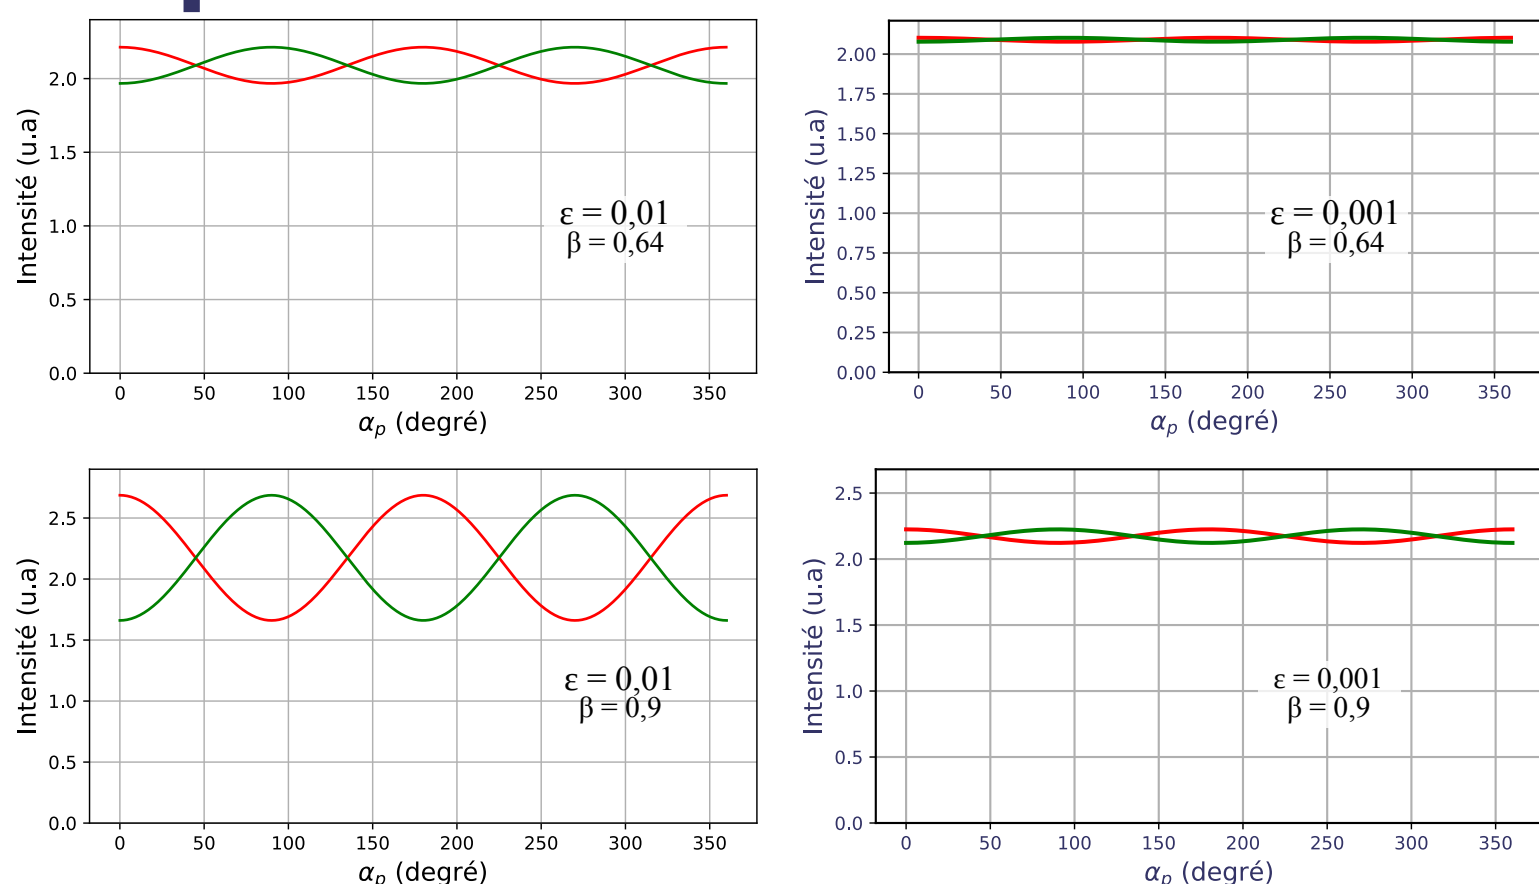 Intensité (u.a)
2.0
1.5
1.0
0.5
0.0
ε = 0,01
β = 0,64
0 50 100 150 200 250 300 350
αp (degré)
Intensité (u.a)
2.00
1.75
1.50
1.25
1.00
0.75
0.50
0.25
0.00
ε = 0,001
β = 0,64
0 50 100 150 200 250 300 350
αp (degré)
Intensité (u.a)
2.5
2.0
1.5
1.0
0.5
0.0
ε = 0,01
β = 0,9
0 50 100 150 200 250 300 350
αp (degré)
Intensité (u.a)
2.5
2.0
1.5
1.0
0.5
0.0
ε = 0,001
β = 0,9
0 50 100 150 200 250 300 350
αp (degré)